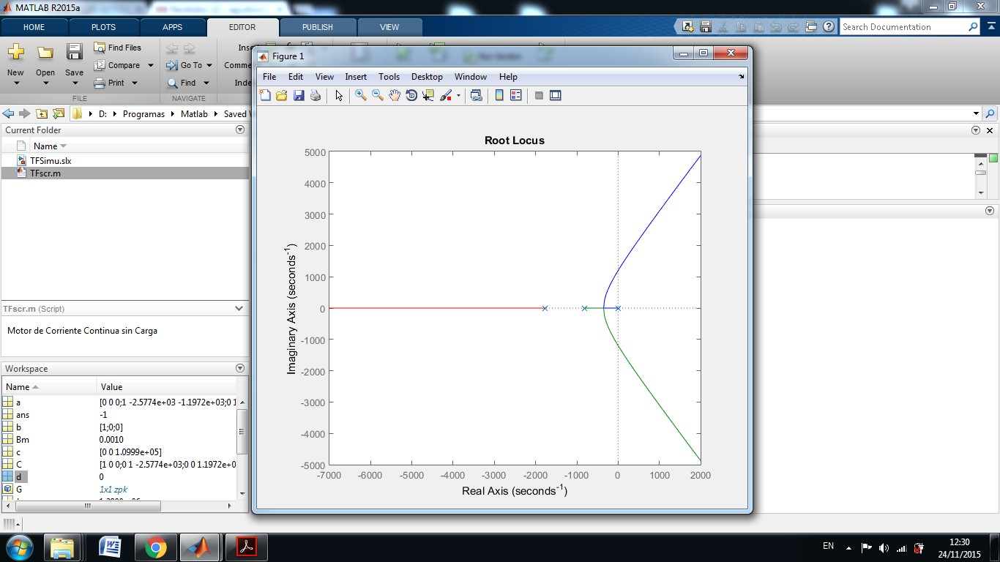 MATLAB R2015a
HOME PLOTS APPS EDITOR PUBLISH VIEW
Search Documentation
New Open Save
Find Files
Compare
Print
Go To
Find
FILE NAVIGATE
D: Programas Matlab
Current Folder
Name
TFSimu.slx
TFscr.m
TFscr.m (Script)
Motor de Corriente Continua sin Carga
Workspace
Name Value
a [0 0 0;1 -2.5774e+03 -1.1972e+03;0 1
ans -1
b [1;0;0]
Bm 0.0010
c [0 0 1.0999e+05]
C [1 0 0;0 1 -2.5774e+03;0 0 1.1972e+0
d 0
G 1x1 zpk
Figure 1
File Edit View Insert Tools Desktop Window Help
Root Locus
Imaginary Axis (seconds⁻¹)
5000
4000
3000
2000
1000
0
-1000
-2000
-3000
-4000
-5000
-7000 -6000 -5000 -4000 -3000 -2000 -1000 0 1000 2000
Real Axis (seconds⁻¹)
EN
12:30
24/11/2015